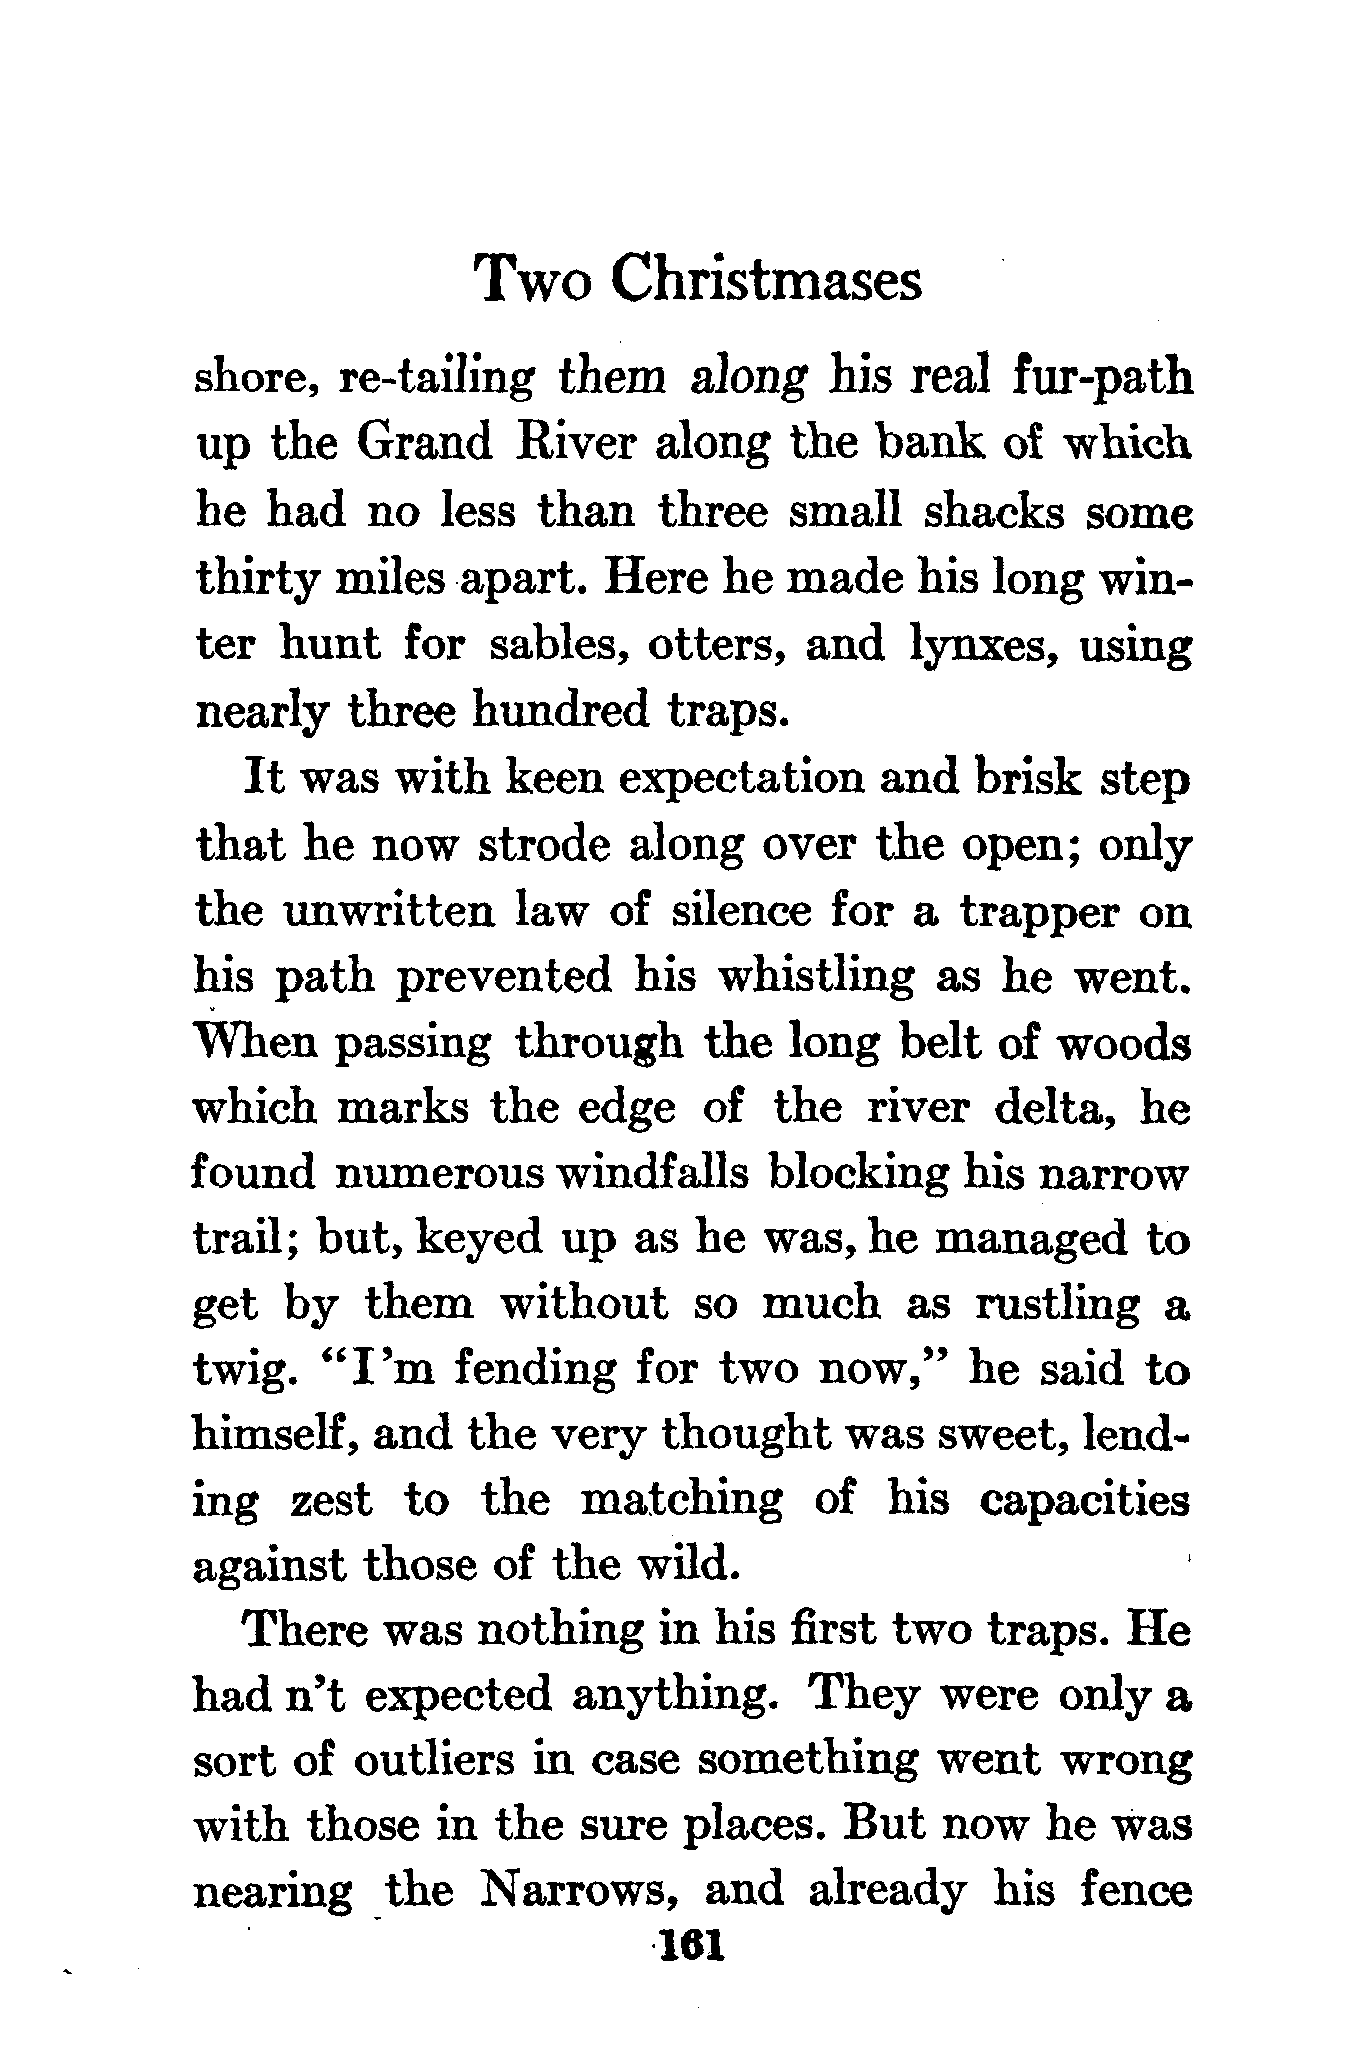 Two Christmases
shore, re-tailing them along his real fur-path
up the Grand River along the bank of which
he had no less than three small shacks some
thirty miles apart. Here he made his long win-
ter hunt for sables, otters, and lynxes, using
nearly three hundred traps.
It was with keen expectation and brisk step
that he now strode along over the open; only
the unwritten law of silence for a trapper on
his path prevented his whistling as he went.
When passing through the long belt of woods
which marks the edge of the river delta, he
found numerous windfalls blocking his narrow
trail; but, keyed up as he was, he managed to
get by them without so much as rustling a
twig. “I’m fending for two now,” he said to
himself, and the very thought was sweet, lend-
ing zest to the matching of his capacities
against those of the wild.
There was nothing in his first two traps. He
had n’t expected anything. They were only a
sort of outliers in case something went wrong
with those in the sure places. But now he was
nearing the Narrows, and already his fence
161